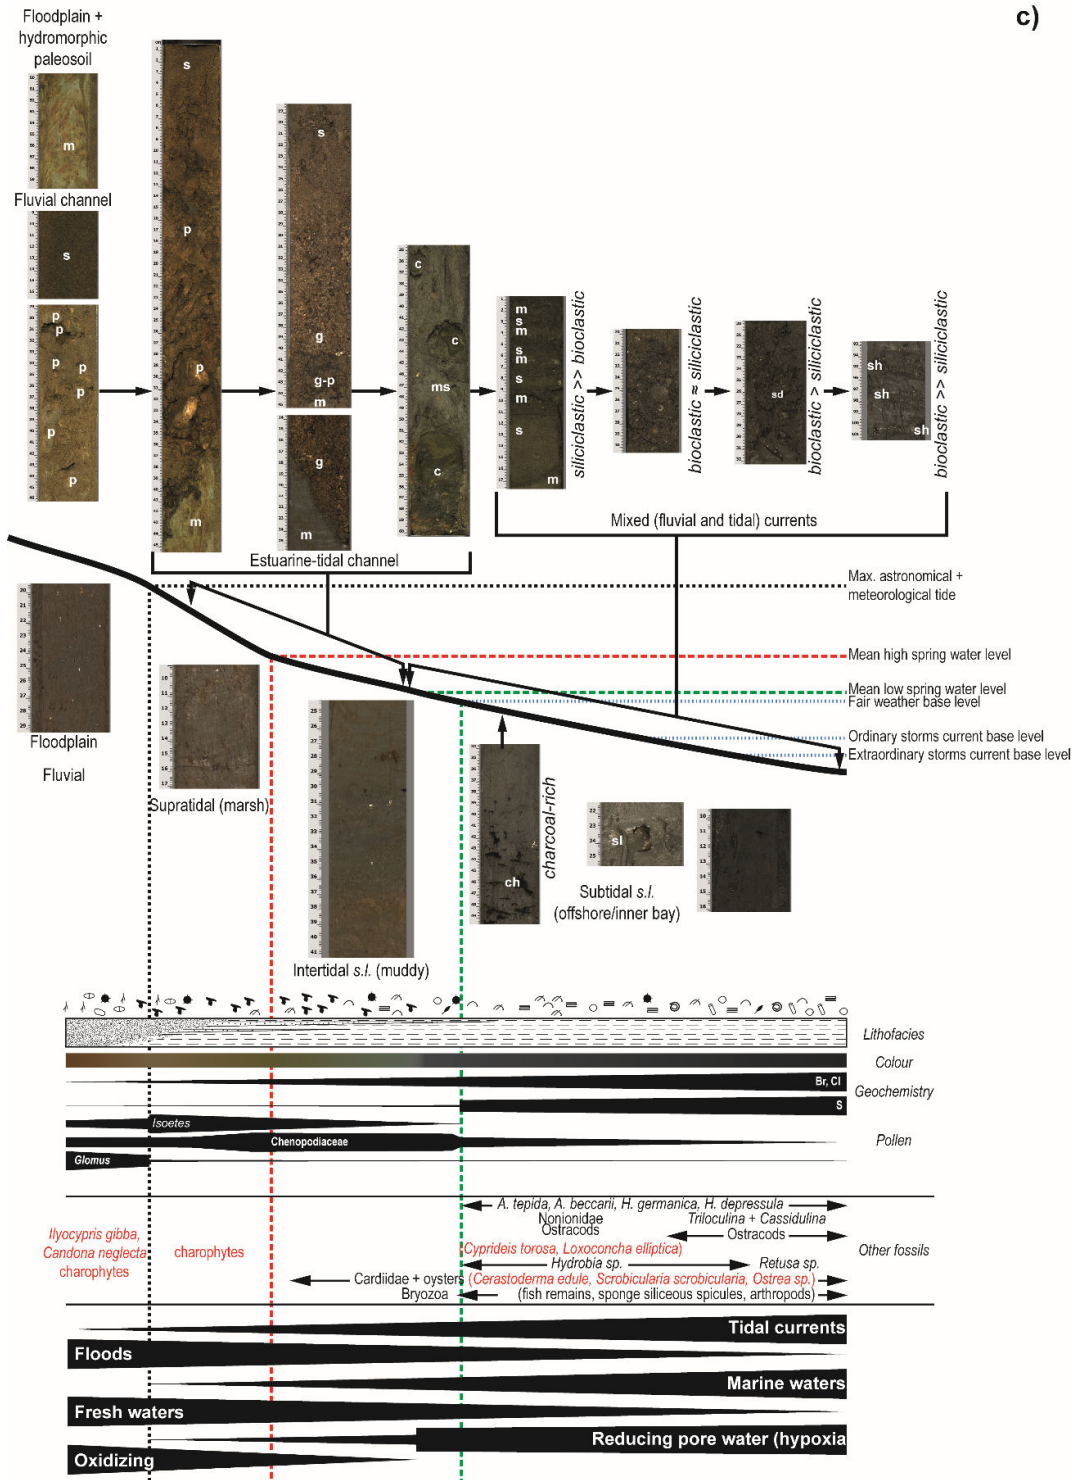 c)
Floodplain +
hydromorphic
paleosoil
m
Fluvial channel
s
p
p
p
p
p
p
p
s
p
p
m
s
g
g-p
m
g
m
c
c
ms
c
m
s
m
s
m
s
m
s
m
siliciclastic >> bioclastic
bioclastic ≈ siliciclastic
sd
bioclastic > siliciclastic
sh
sh
sh
bioclastic >> siliciclastic
Mixed (fluvial and tidal) currents
Estuarine-tidal channel
Max. astronomical +
meteorological tide
Mean high spring water level
Mean low spring water level
Fair weather base level
Ordinary storms current base level
Extraordinary storms current base level
Floodplain
Fluvial
Supratidal (marsh)
Intertidal s.l. (muddy)
ch
charcoal-rich
sl
Subtidal s.l.
(offshore/inner bay)
Lithofacies
Colour
Br, Cl
Geochemistry
S
Isoetes
Chenopodiaceae
Pollen
Glomus
A. tepida, A. beccarii, H. germanica, H. depressula
Nonionidae
Triloculina + Cassidulina
Ostracods
Ostracods
Ilyocypris gibba,
Candona neglecta
charophytes
charophytes
(Cyprideis torosa, Loxoconcha elliptica)
Other fossils
Hydrobia sp.
Retusa sp.
Cardiidae + oysters (Cerastoderma edule, Scrobicularia scrobicularia, Ostrea sp.)
Bryozoa
(fish remains, sponge siliceous spicules, arthropods)
Tidal currents
Floods
Marine waters
Fresh waters
Reducing pore water (hypoxia
Oxidizing